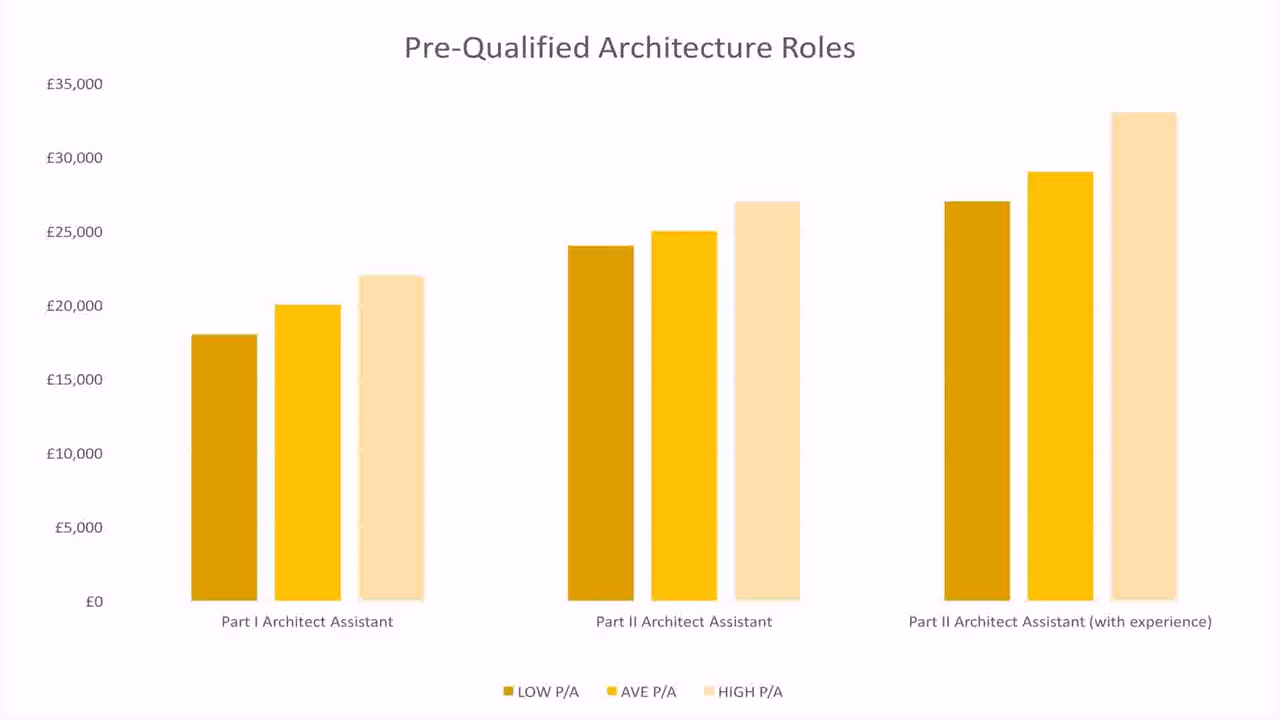 Pre-Qualified Architecture Roles
£35,000
£30,000
£25,000
£20,000
£15,000
£10,000
£5,000
£0
Part I Architect Assistant
Part II Architect Assistant
Part II Architect Assistant (with experience)
LOW P/A
AVE P/A
HIGH P/A